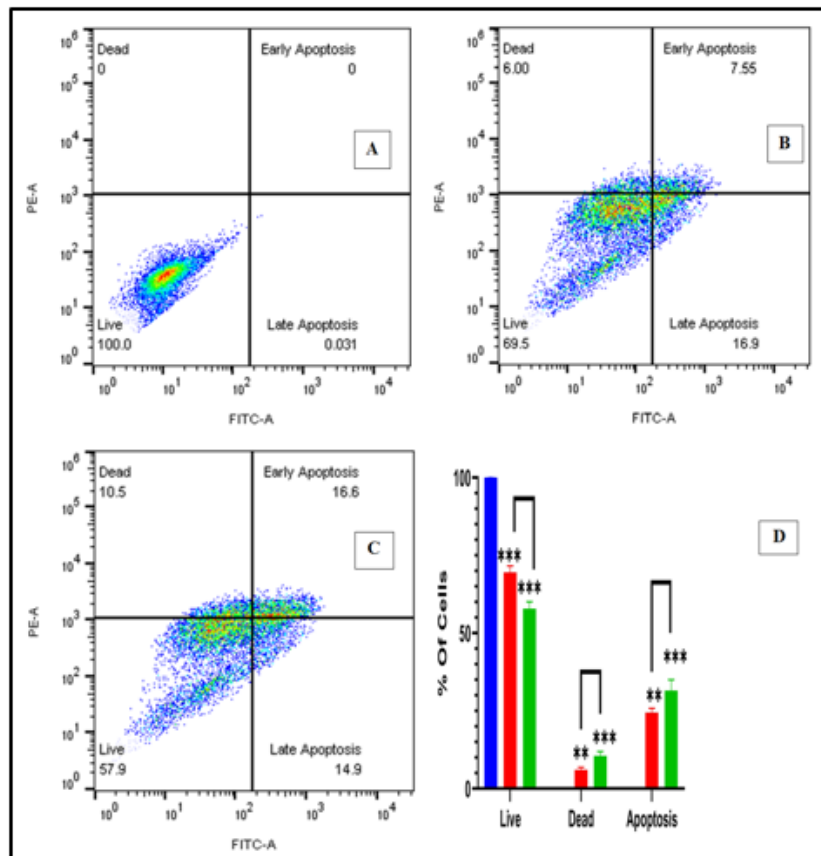 Dead
0
Early Apoptosis
0
A
Live
100.0
Late Apoptosis
0.031
10^6
10^5
10^4
10^3
10^2
10^1
10^0
PE-A
10^0
10^1
10^2
10^3
10^4
FITC-A
Dead
6.00
Early Apoptosis
7.55
B
Live
69.5
Late Apoptosis
16.9
10^6
10^5
10^4
10^3
10^2
10^1
10^0
PE-A
10^0
10^1
10^2
10^3
10^4
FITC-A
Dead
10.5
Early Apoptosis
16.6
C
Live
57.9
Late Apoptosis
14.9
10^6
10^5
10^4
10^3
10^2
10^1
10^0
PE-A
10^0
10^1
10^2
10^3
10^4
FITC-A
D
% Of Cells
100
50
0
***
***
**
***
**
***
Live
Dead
Apoptosis